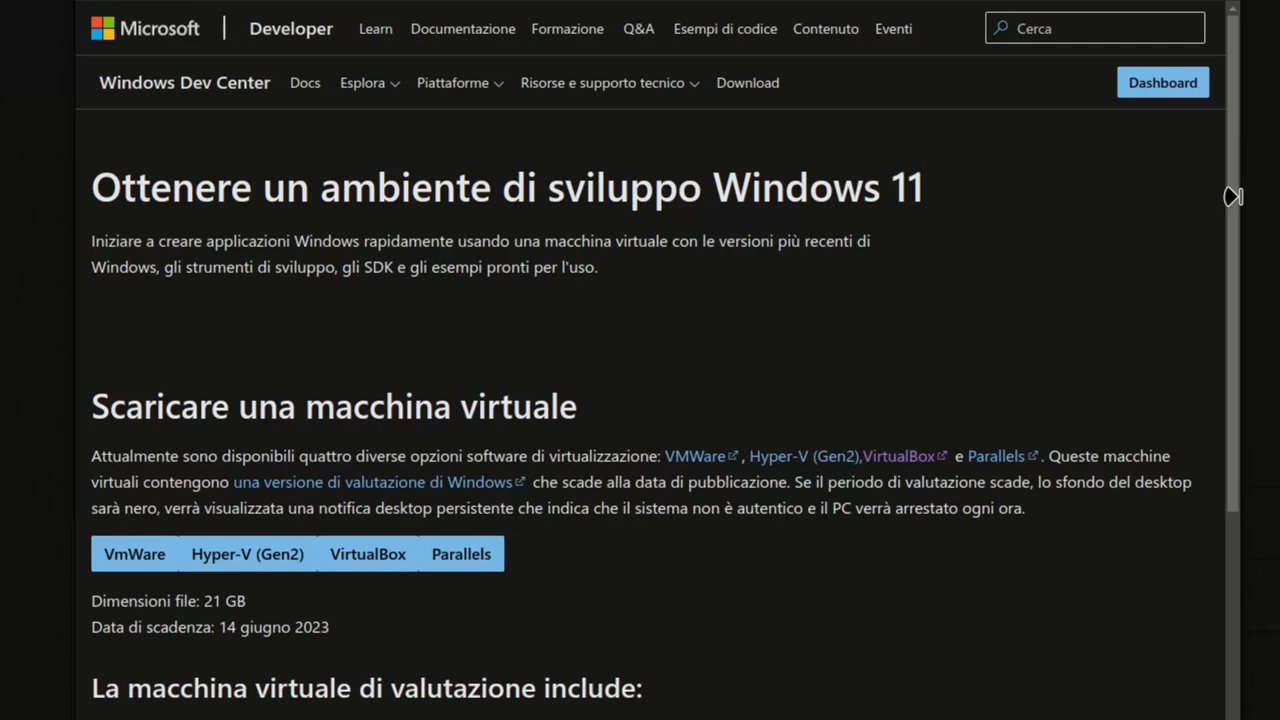 Microsoft Developer Learn Documentazione Formazione Q&A Esempi di codice Contenuto Eventi Cerca
Windows Dev Center Docs Esplora Piattaforme Risorse e supporto tecnico Download Dashboard
Ottenere un ambiente di sviluppo Windows 11
Iniziare a creare applicazioni Windows rapidamente usando una macchina virtuale con le versioni più recenti di
Windows, gli strumenti di sviluppo, gli SDK e gli esempi pronti per l'uso.
Scaricare una macchina virtuale
Attualmente sono disponibili quattro diverse opzioni software di virtualizzazione: VMWare , Hyper-V (Gen2),VirtualBox e Parallels . Queste macchine
virtuali contengono una versione di valutazione di Windows che scade alla data di pubblicazione. Se il periodo di valutazione scade, lo sfondo del desktop
sarà nero, verrà visualizzata una notifica desktop persistente che indica che il sistema non è autentico e il PC verrà arrestato ogni ora.
VmWare Hyper-V (Gen2) VirtualBox Parallels
Dimensioni file: 21 GB
Data di scadenza: 14 giugno 2023
La macchina virtuale di valutazione include: